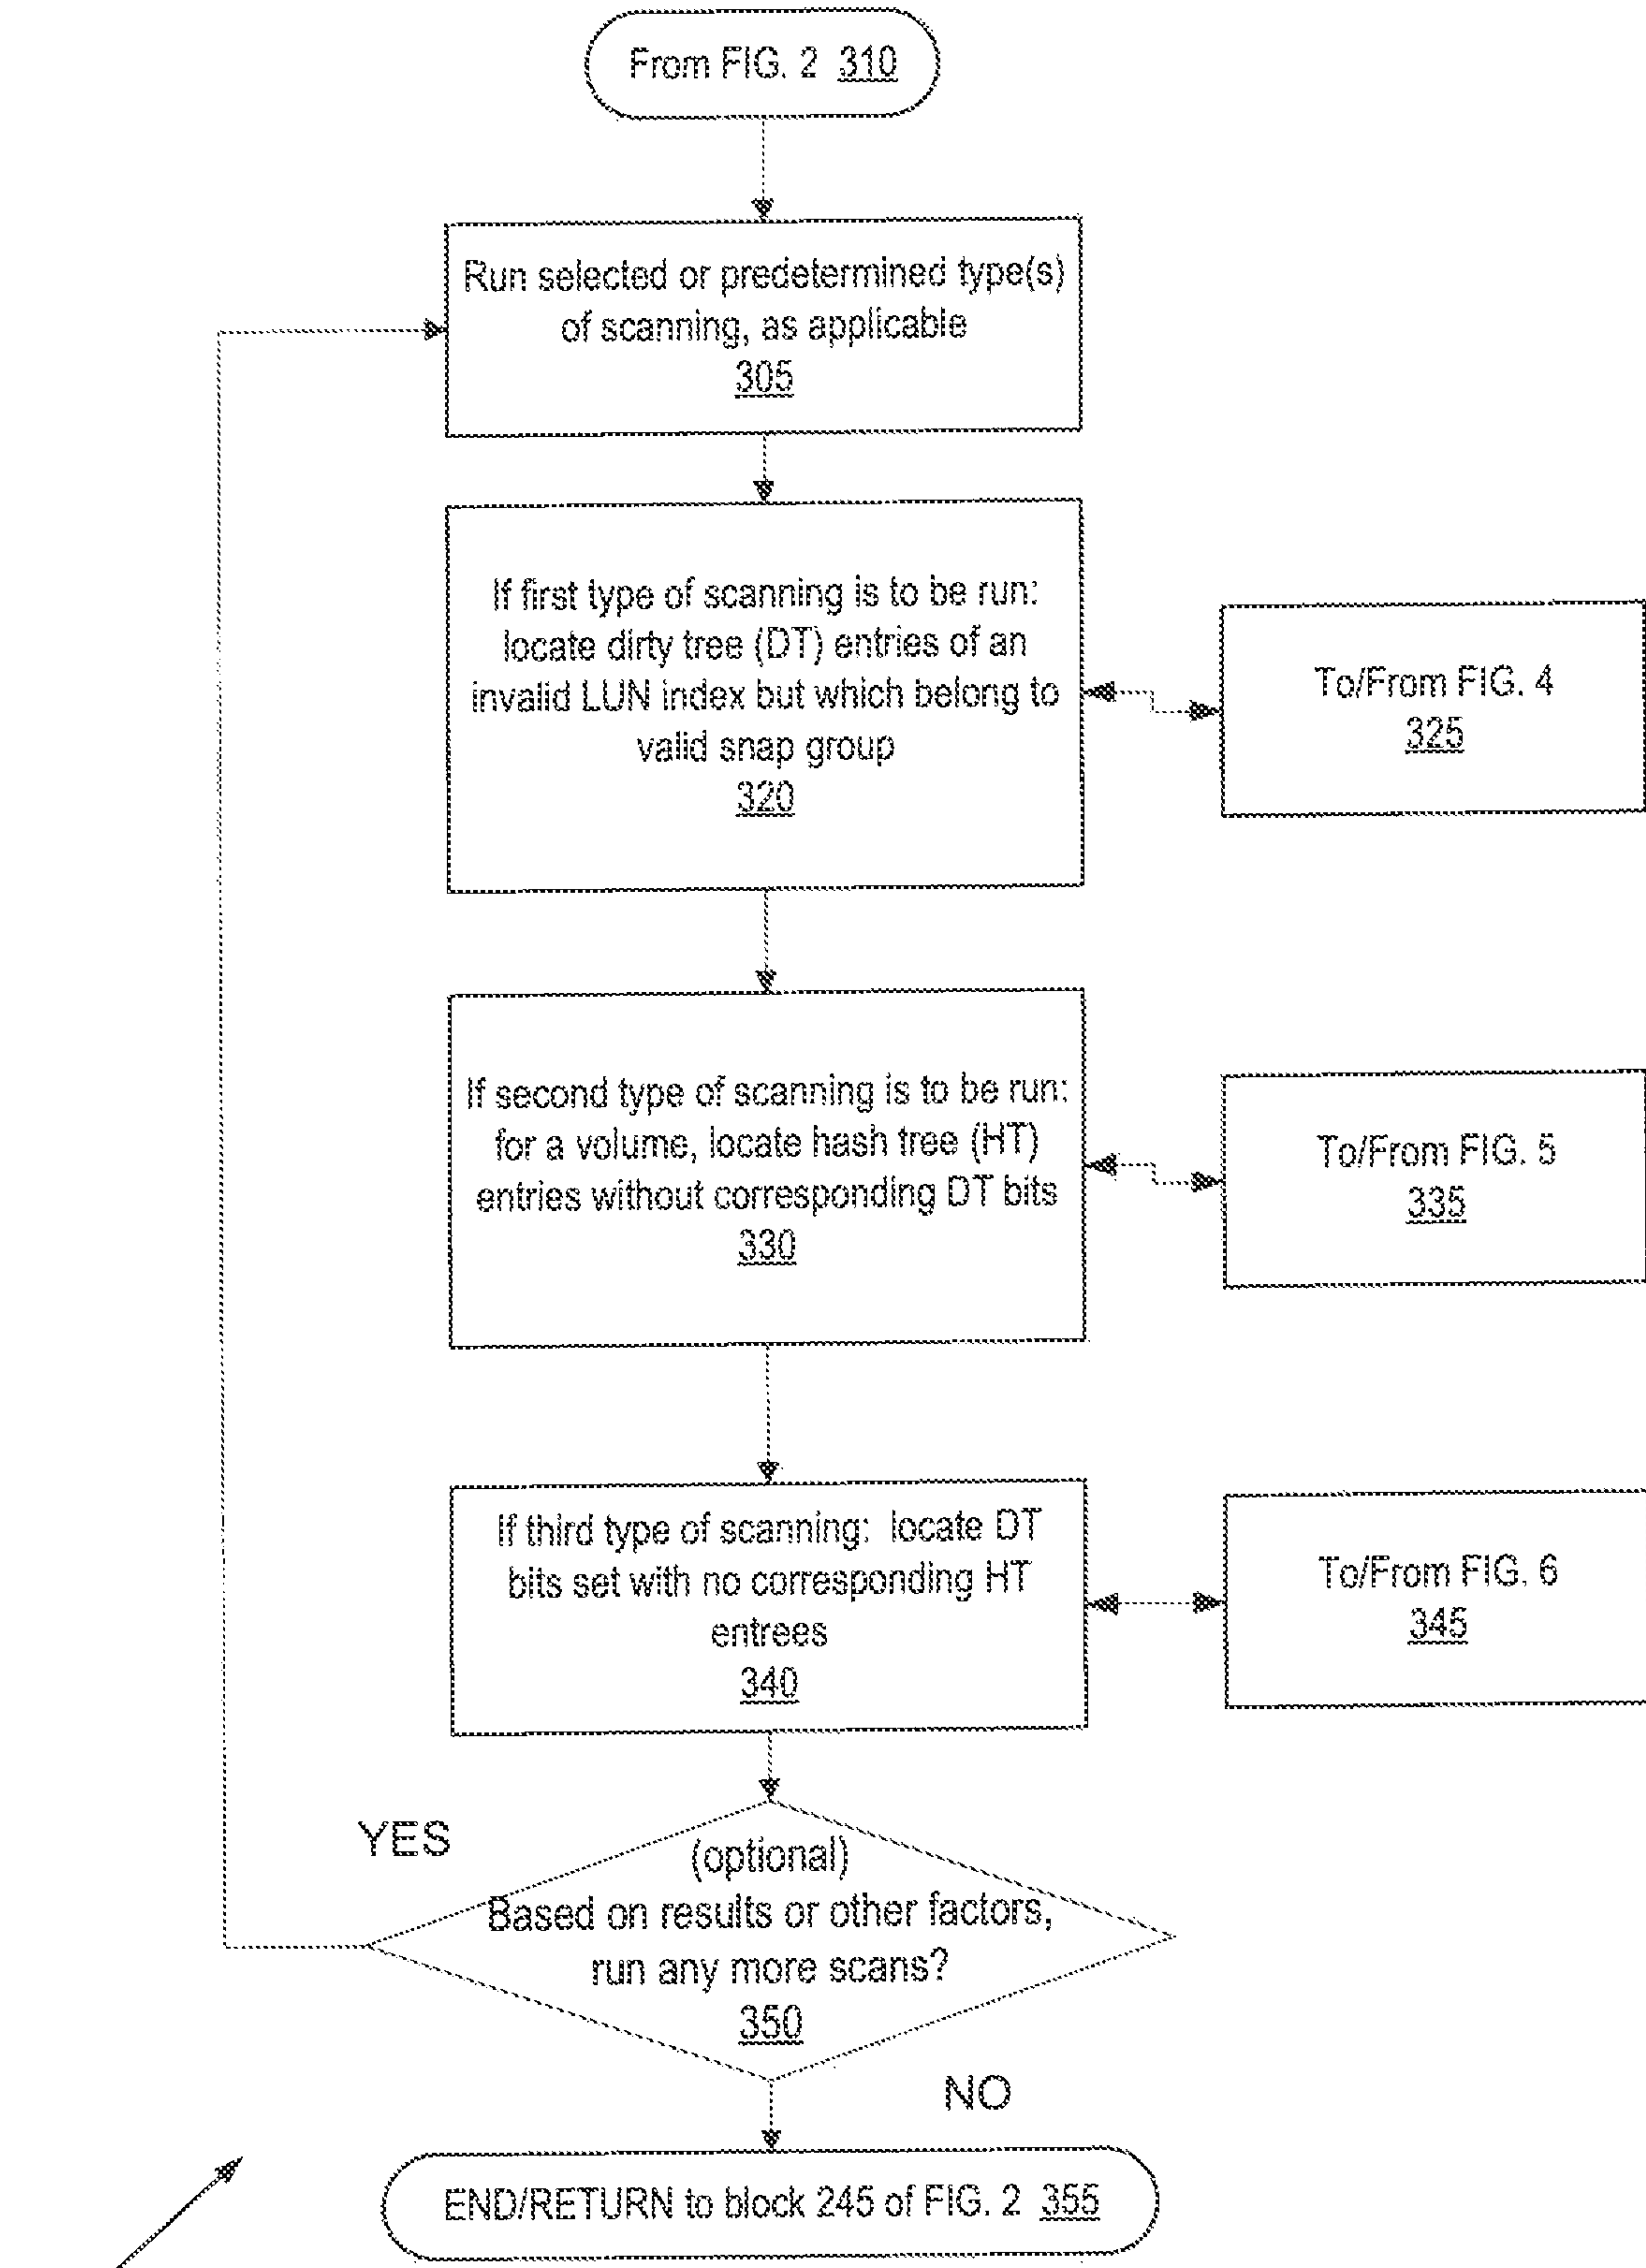 From FIG. 2 310
Run selected or predetermined type(s)
of scanning, as applicable
305
If first type of scanning is to be run:
locate dirty tree (DT) entries of an
invalid LUN index but which belong to
valid snap group
320
To/From FIG. 4
325
If second type of scanning is to be run:
for a volume, locate hash tree (HT)
entries without corresponding DT bits
330
To/From FIG. 5
335
If third type of scanning: locate DT
bits set with no corresponding HT
entrees
340
To/From FIG. 6
345
YES
(optional)
Based on results or other factors,
run any more scans?
350
NO
END/RETURN to block 245 of FIG. 2 355